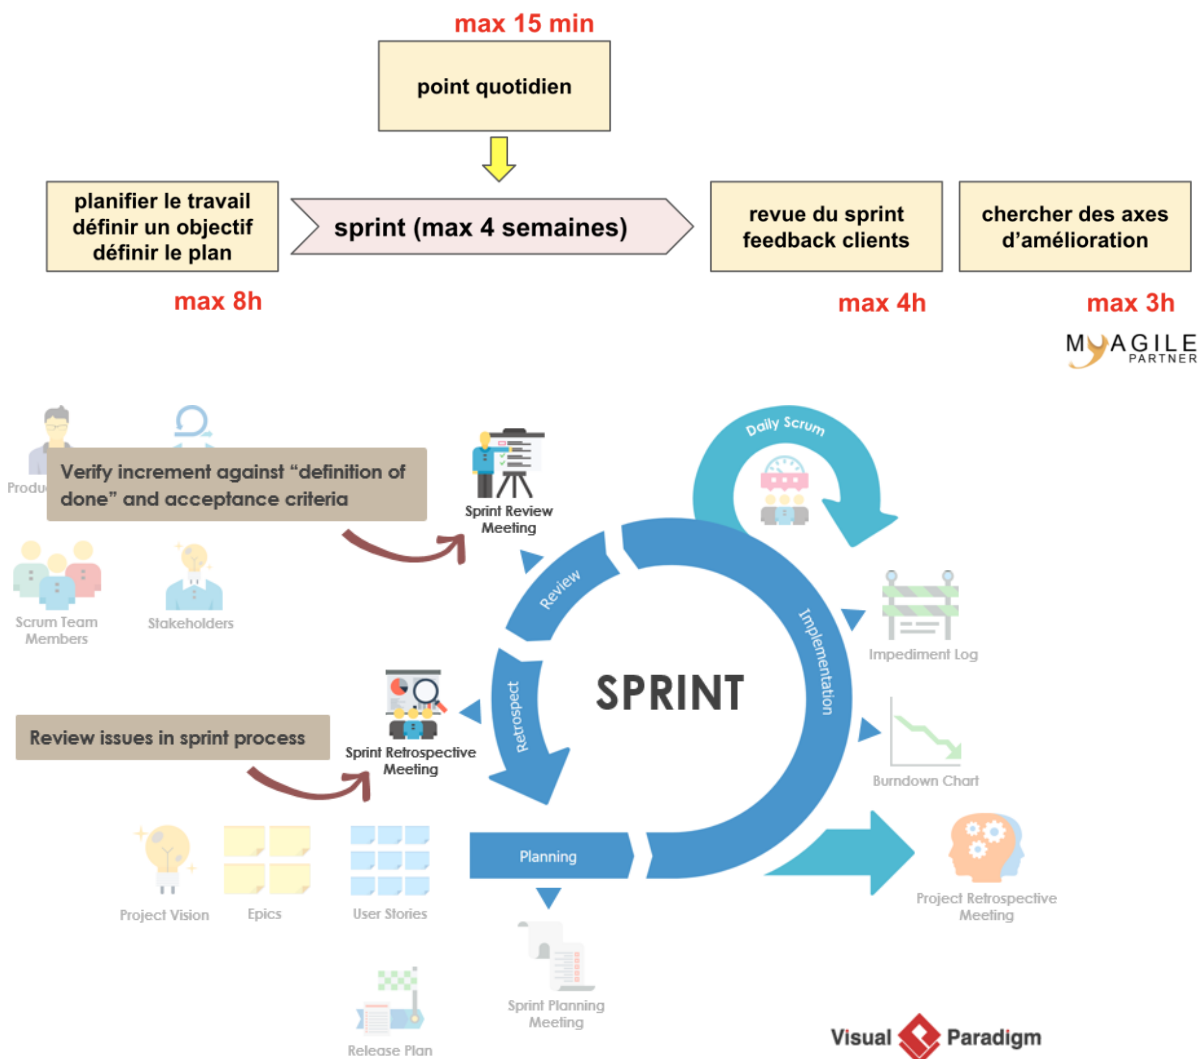 max 15 min
point quotidien
planifier le travail
définir un objectif
définir le plan
sprint (max 4 semaines)
revue du sprint
feedback clients
chercher des axes
d’amélioration
max 8h
max 4h
max 3h
MyAGILE
PARTNER
Daily Scrum
Produ
Verify increment against “definition of
done” and acceptance criteria
Sprint Review
Meeting
Review
Implementation
Scrum Team
Members
Stakeholders
Impediment Log
SPRINT
Retrospect
Review issues in sprint process
Sprint Retrospective
Meeting
Burndown Chart
Planning
Project Vision
Epics
User Stories
Project Retrospective
Meeting
Sprint Planning
Meeting
Release Plan
Visual Paradigm